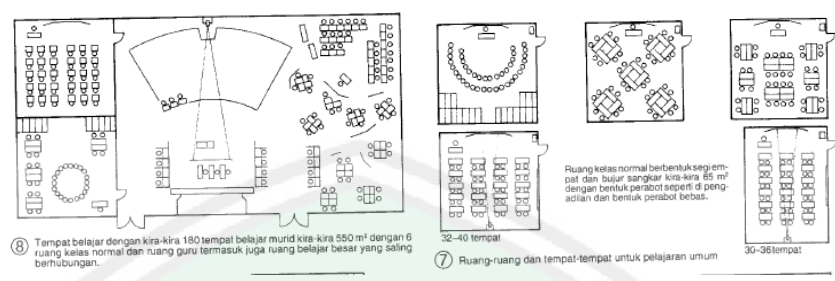 ⑧ Tempat belajar dengan kira-kira 180 tempat belajar murid kira-kira 550 m² dengan 6
ruang kelas normal dan ruang guru termasuk juga ruang belajar besar yang saling
berhubungan.
Ruang kelas normal berbentuk segi em-
pat dan bujur sangkar kira-kira 65 m²
dengan bentuk perabot seperti di peng-
adilan dan bentuk perabot bebas.
32–40 tempat
30-36 tempat
⑦ Ruang-ruang dan tempat-tempat untuk pelajaran umum